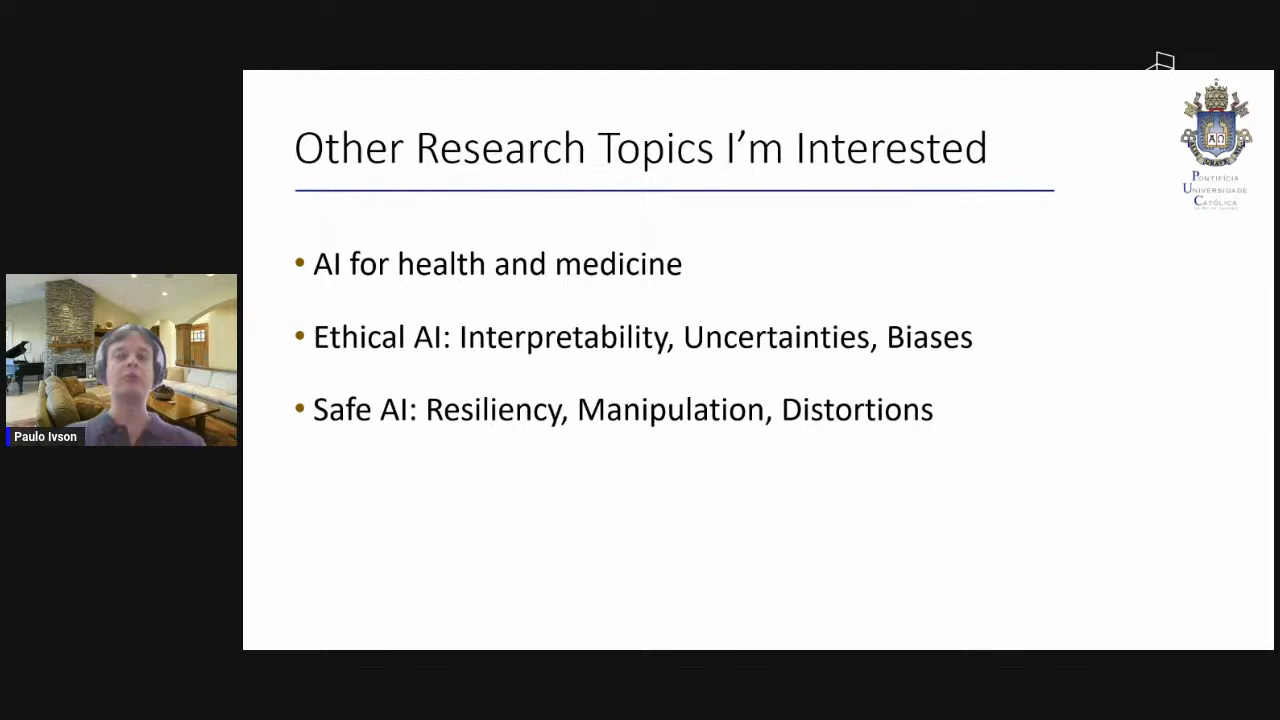 Other Research Topics I'm Interested
PONTIFÍCIA
UNIVERSIDADE
CATÓLICA
• AI for health and medicine
• Ethical AI: Interpretability, Uncertainties, Biases
• Safe AI: Resiliency, Manipulation, Distortions
Paulo Ivson